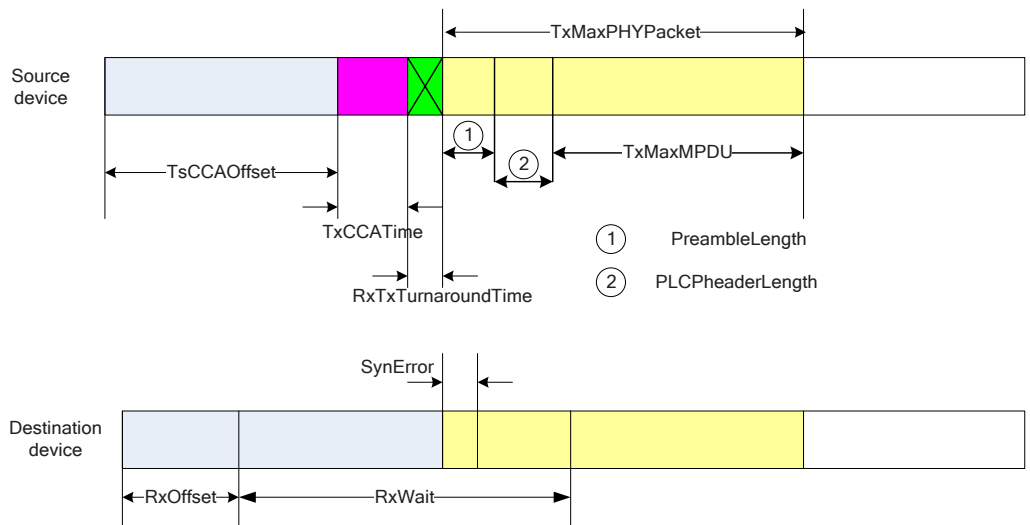 TxMaxPHYPacket
Source
device
1
2
TxMaxMPDU
TsCCAOffset
TxCCATime
1 PreambleLength
RxTxTurnaroundTime
2 PLCPheaderLength
SynError
Destination
device
RxOffset
RxWait